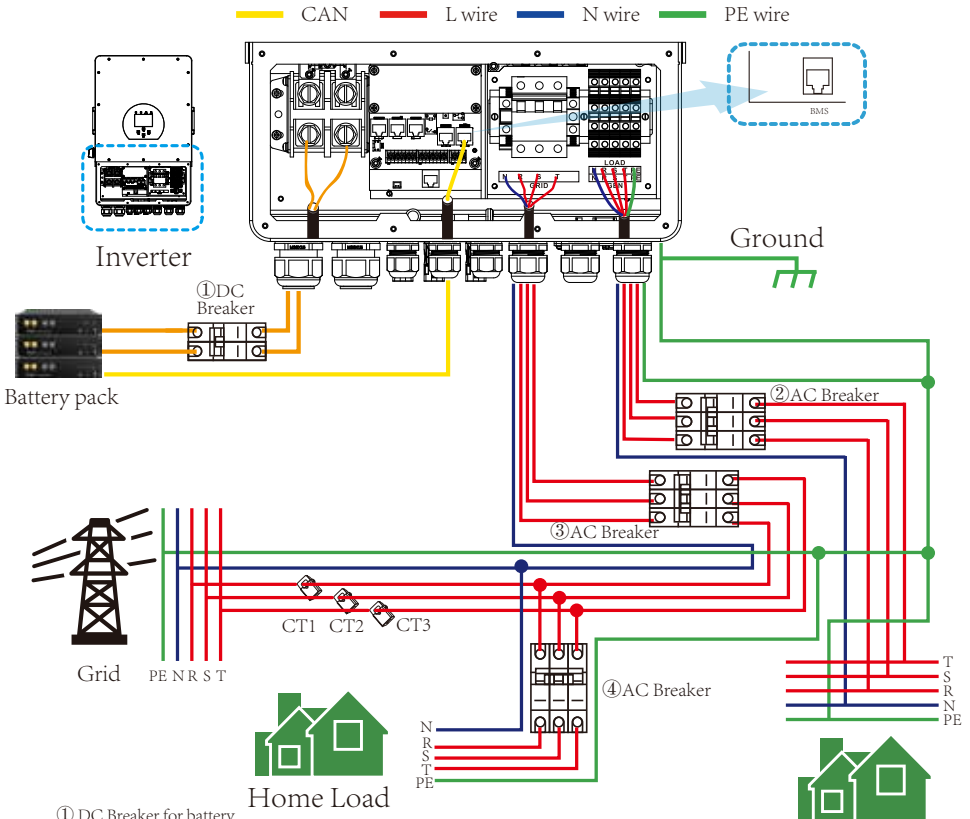 CAN L wire N wire PE wire
BMS
LOAD
N R S T
GRID
GEN
Inverter
Ground
①DC
Breaker
Battery pack
②AC Breaker
③AC Breaker
CT1 CT2 CT3
Grid
PE N R S T
④AC Breaker
T
S
R
N
PE
N
R
S
T
PE
Home Load
① DC Breaker for battery